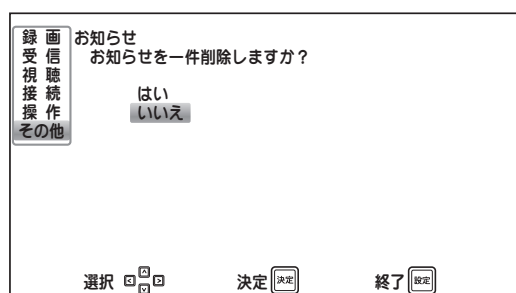 録 画
受 信
視 聴
接 続
操 作
その他
お知らせ
お知らせを一件削除しますか？
はい
いいえ
選択 決定 決定 終了 設定